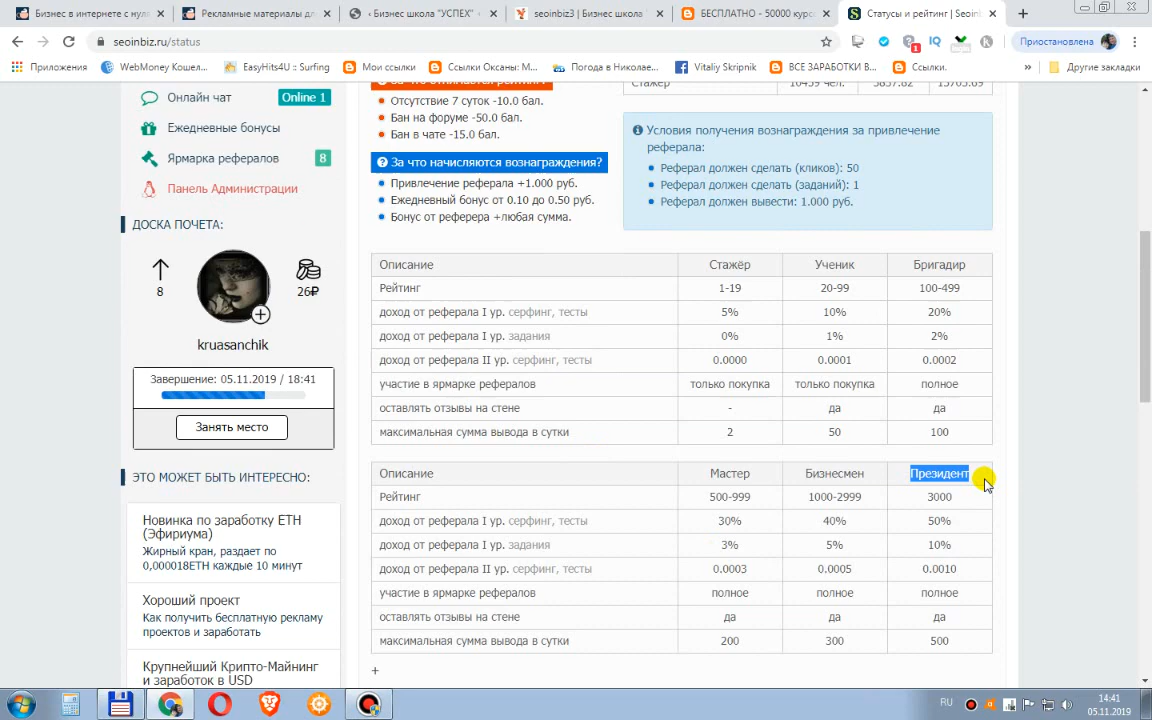 Бизнес в интернете с нул
Рекламные материалы дл
‹ Бизнес школа "УСПЕХ" ‹
seoinbiz3 | Бизнес школа
БЕСПЛАТНО - 50000 куро
Статусы и рейтинг | Seoinl
seoinbiz.ru/status
Приостановлена
Приложения
WebMoney Кошел...
EasyHits4U :: Surfing
Мои ссылки
Ссылки Оксаны: М...
Погода в Николае...
Vitaliy Skripnik
ВСЕ ЗАРАБОТКИ В...
Ссылки.
»
Другие закладки
Онлайн чат
Online 1
Ежедневные бонусы
Ярмарка рефералов
8
Панель Администрации
ДОСКА ПОЧЕТА:
8
26₽
kruasanchik
Завершение: 05.11.2019 / 18:41
Занять место
ЭТО МОЖЕТ БЫТЬ ИНТЕРЕСНО:
Новинка по заработку ETH
(Эфириума)
Жирный кран, раздает по
0,000018ETH каждые 10 минут
Хороший проект
Как получить бесплатную рекламу
проектов и заработать
Крупнейший Крипто-Майнинг
и заработок в USD
Отсутствие 7 суток -10.0 бал.
Бан на форуме -50.0 бал.
Бан в чате -15.0 бал.
За что начисляются вознаграждения?
Привлечение реферала +1.000 руб.
Ежедневный бонус от 0.10 до 0.50 руб.
Бонус от реферера +любая сумма.
Стажер
Условия получения вознаграждения за привлечение
реферала:
Реферал должен сделать (кликов): 50
Реферал должен сделать (заданий): 1
Реферал должен вывести: 1.000 руб.
Описание Стажёр Ученик Бригадир
Рейтинг 1-19 20-99 100-499
доход от реферала I ур. серфинг, тесты 5% 10% 20%
доход от реферала I ур. задания 0% 1% 2%
доход от реферала II ур. серфинг, тесты 0.0000 0.0001 0.0002
участие в ярмарке рефералов только покупка только покупка полное
оставлять отзывы на стене - да да
максимальная сумма вывода в сутки 2 50 100
Описание Мастер Бизнесмен Президент
Рейтинг 500-999 1000-2999 3000
доход от реферала I ур. серфинг, тесты 30% 40% 50%
доход от реферала I ур. задания 3% 5% 10%
доход от реферала II ур. серфинг, тесты 0.0003 0.0005 0.0010
участие в ярмарке рефералов полное полное полное
оставлять отзывы на стене да да да
максимальная сумма вывода в сутки 200 300 500
+
RU
14:41
05.11.2019